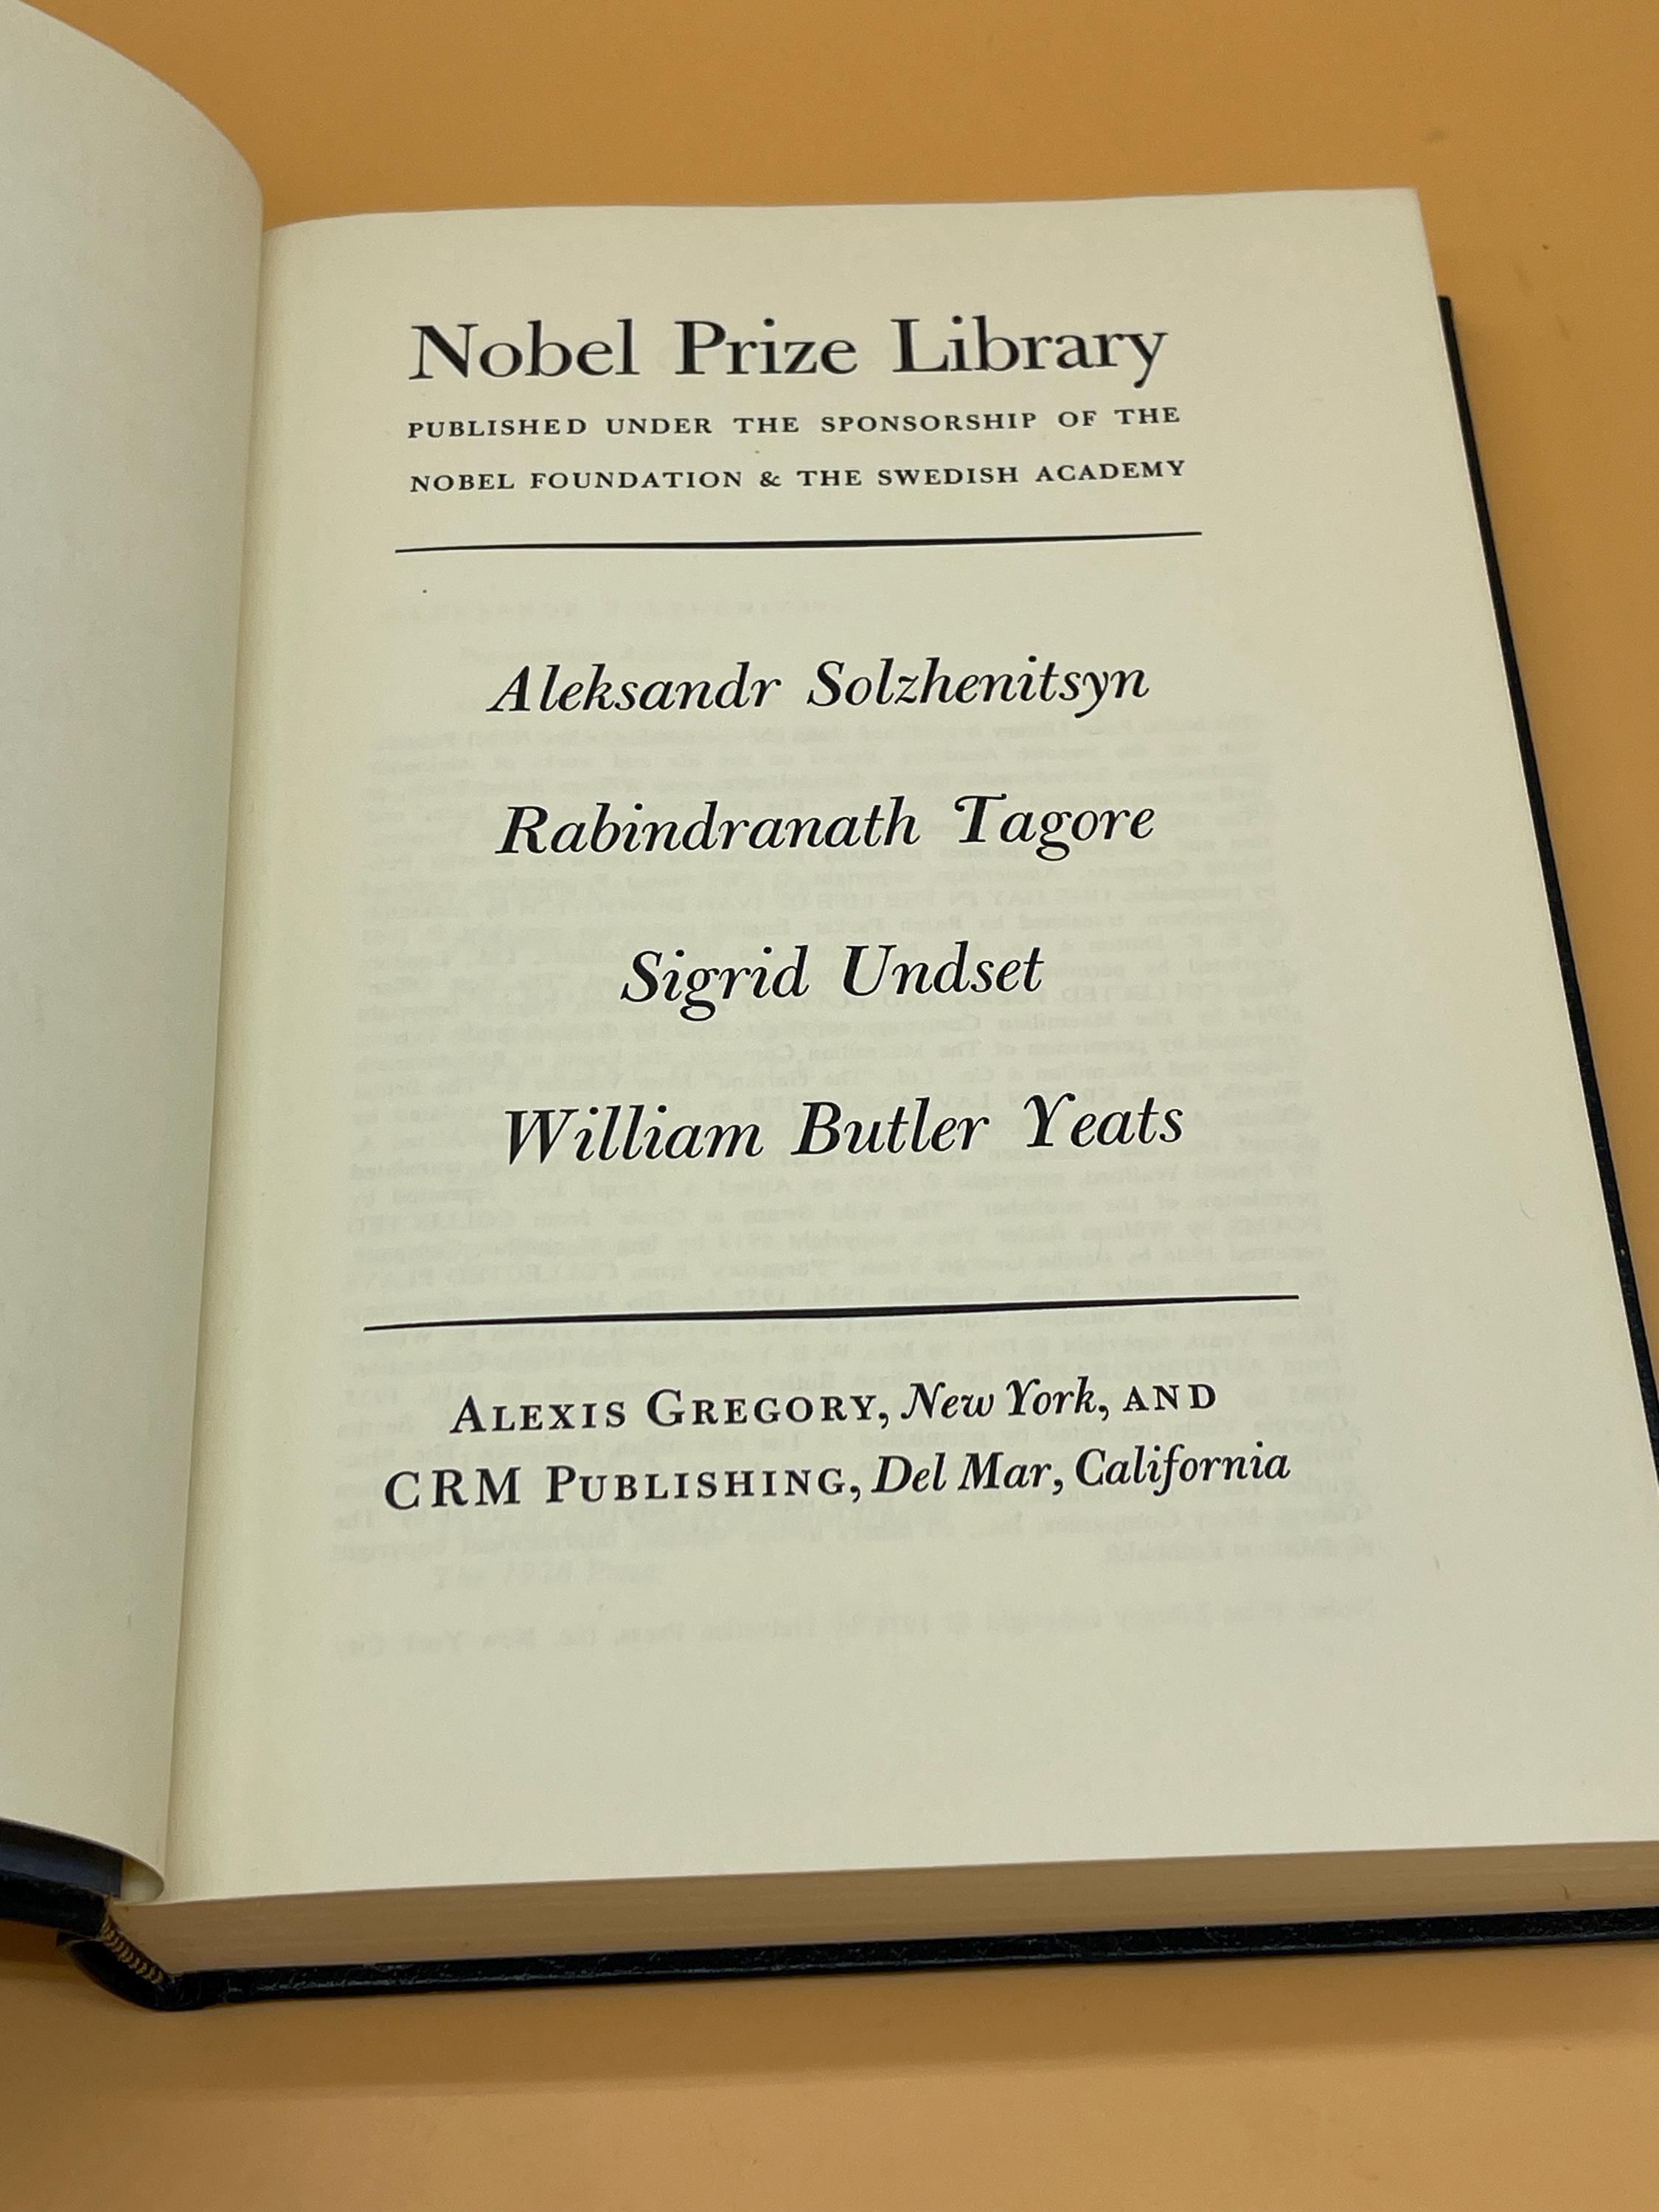 Nobel Prize Library
PUBLISHED UNDER THE SPONSORSHIP OF THE
NOBEL FOUNDATION & THE SWEDISH ACADEMY
Aleksandr Solzhenitsyn
Rabindranath Tagore
Sigrid Undset
William Butler Yeats
ALEXIS GREGORY, New York, AND
CRM PUBLISHING, Del Mar, California